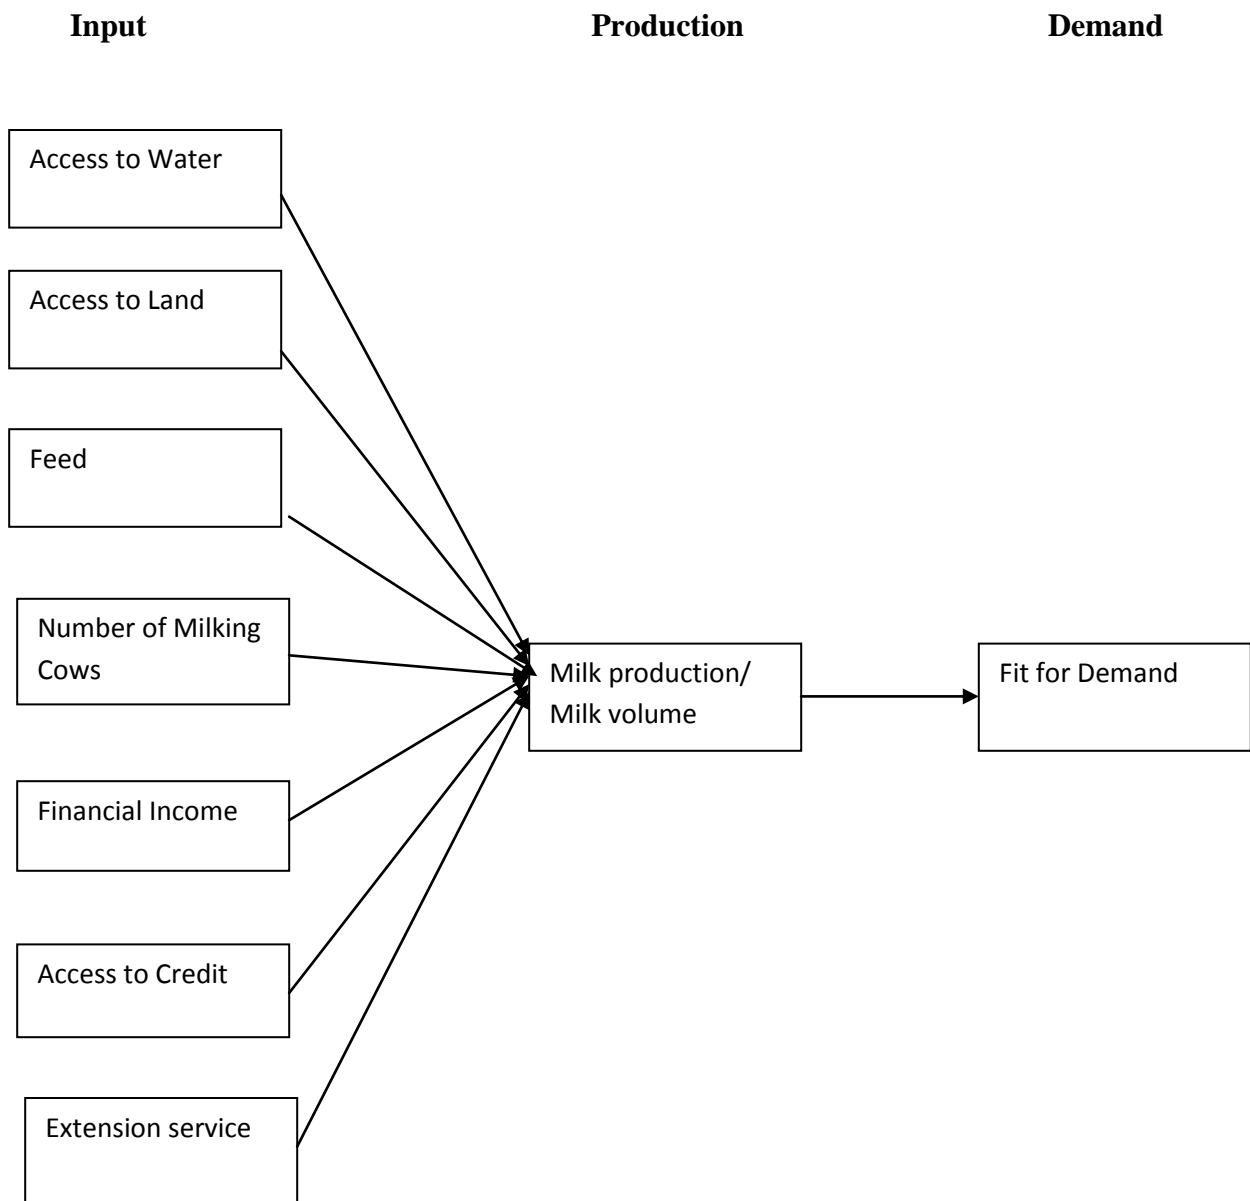 Input
Production
Demand
Access to Water
Access to Land
Feed
Number of Milking
Cows
Financial Income
Access to Credit
Extension service
Milk production/
Milk volume
Fit for Demand